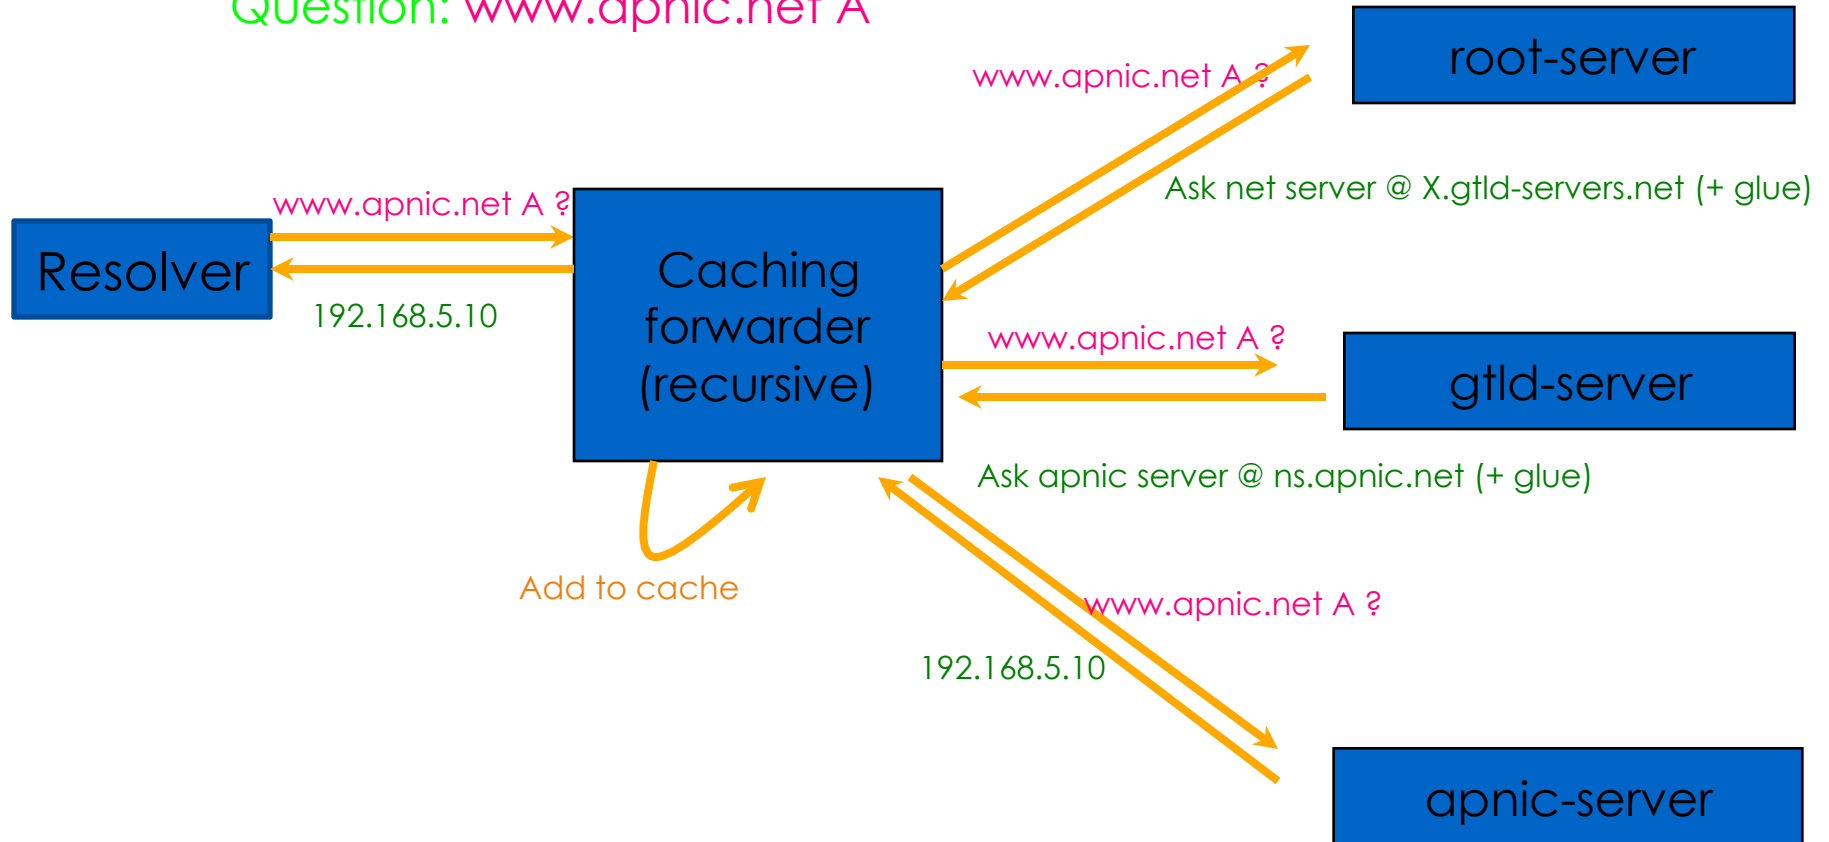 Question: www.apnic.net A
root-server
www.apnic.net A ?
Ask net server @ X.gtld-servers.net (+ glue)
www.apnic.net A ?
Resolver
192.168.5.10
Caching
forwarder
(recursive)
www.apnic.net A ?
gtld-server
Ask apnic server @ ns.apnic.net (+ glue)
Add to cache
www.apnic.net A ?
192.168.5.10
apnic-server